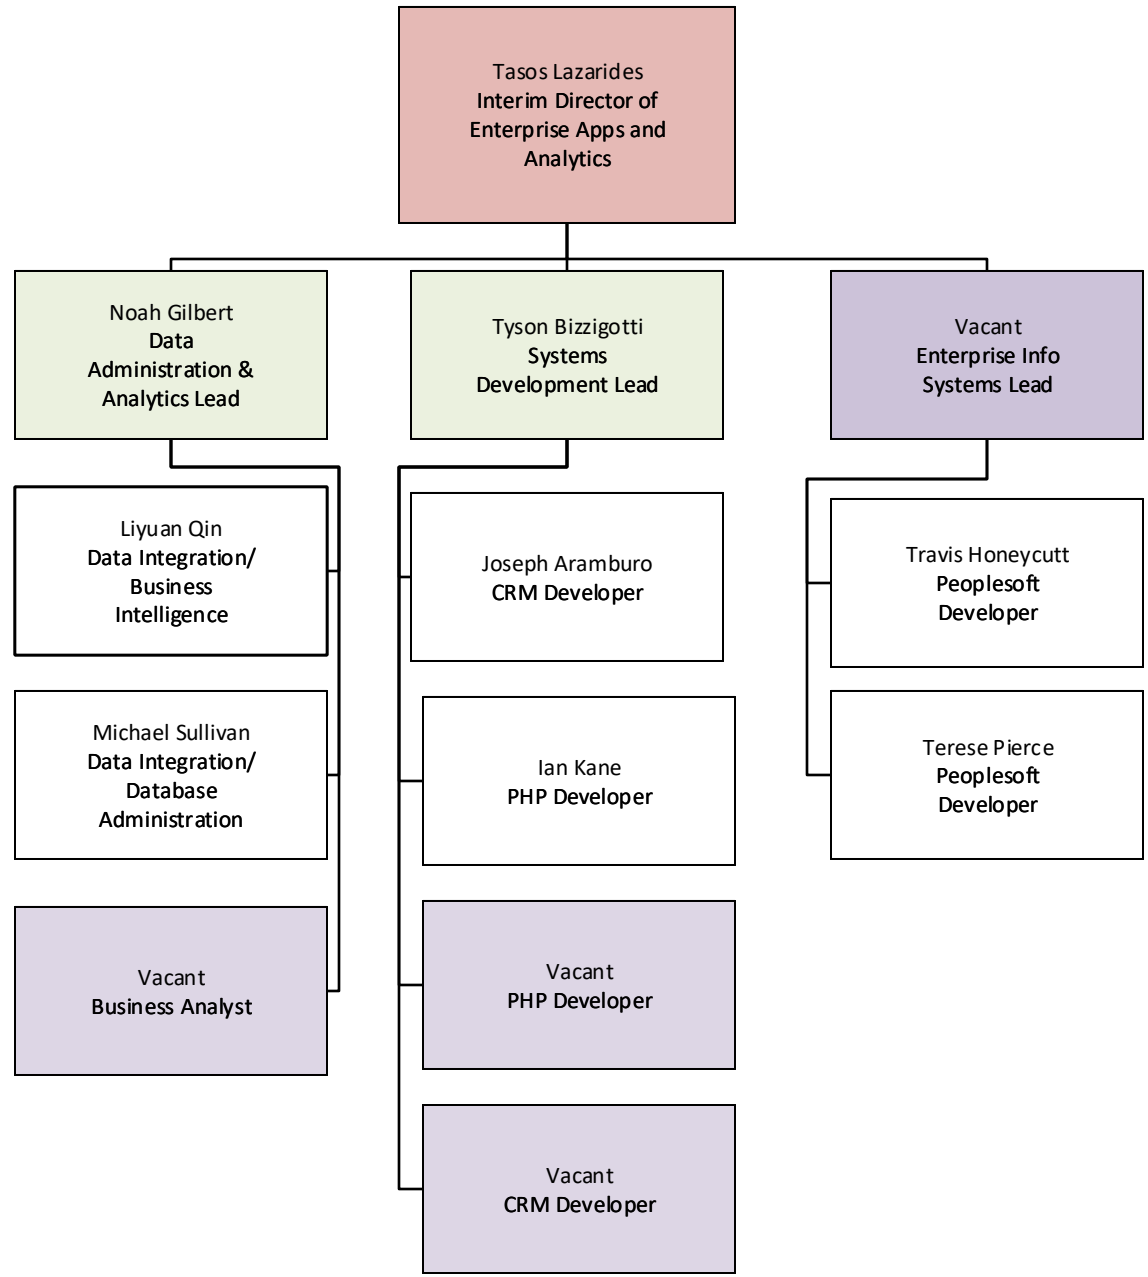 Tasos Lazarides
Interim Director of
Enterprise Apps and
Analytics
Noah Gilbert
Data
Administration &
Analytics Lead
Tyson Bizzigotti
Systems
Development Lead
Vacant
Enterprise Info
Systems Lead
Liyuan Qin
Data Integration/
Business
Intelligence
Joseph Aramburo
CRM Developer
Travis Honeycutt
Peoplesoft
Developer
Michael Sullivan
Data Integration/
Database
Administration
Ian Kane
PHP Developer
Terese Pierce
Peoplesoft
Developer
Vacant
Business Analyst
Vacant
PHP Developer
Vacant
CRM Developer